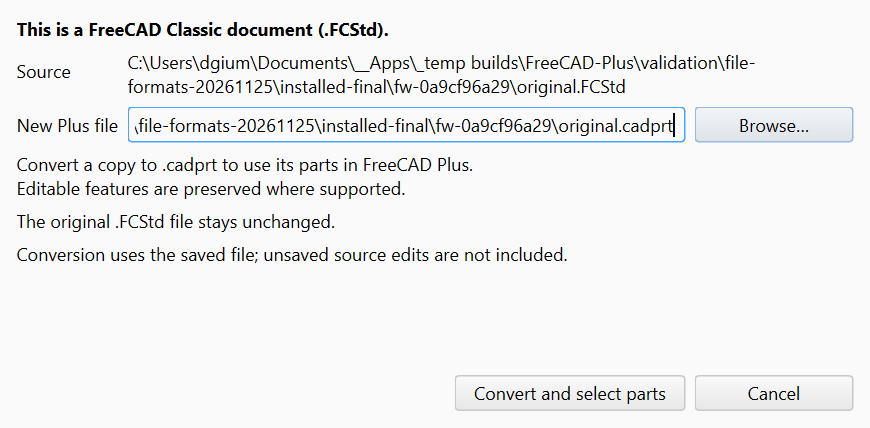 This is a FreeCAD Classic document (.FCStd).
Source
C:\Users\dgium\Documents\__Apps\_temp builds\FreeCAD-Plus\validation\file-
formats-20261125\installed-final\fw-0a9cf96a29\original.FCStd
New Plus file
\file-formats-20261125\installed-final\fw-0a9cf96a29\original.cadprt
Browse...
Convert a copy to .cadprt to use its parts in FreeCAD Plus.
Editable features are preserved where supported.
The original .FCStd file stays unchanged.
Conversion uses the saved file; unsaved source edits are not included.
Convert and select parts
Cancel